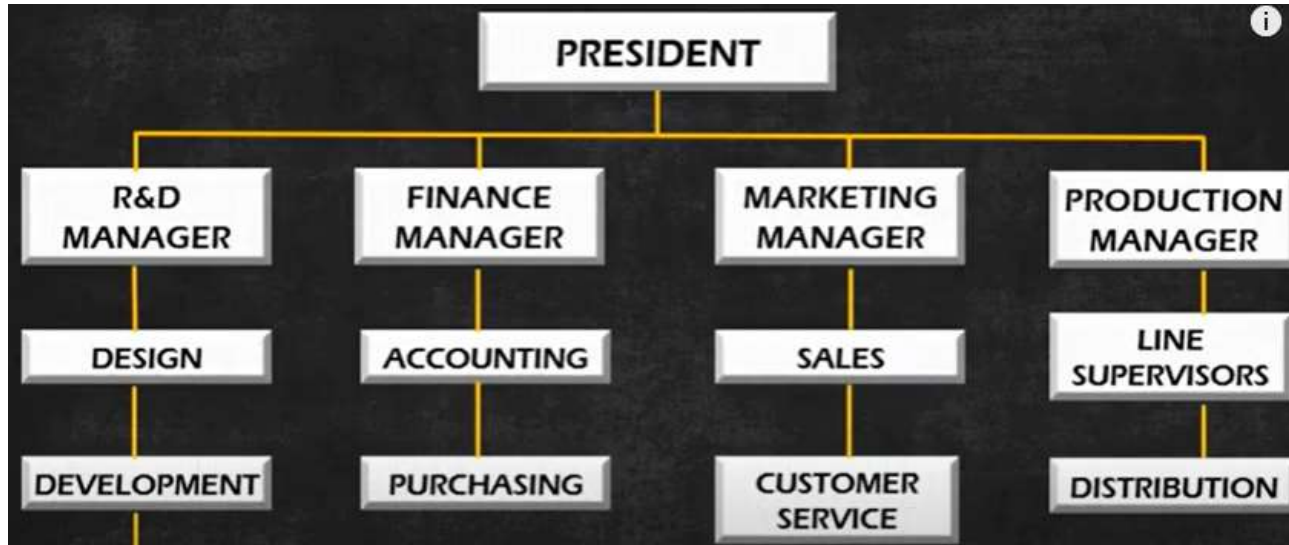 PRESIDENT
R&D
MANAGER
FINANCE
MANAGER
MARKETING
MANAGER
PRODUCTION
MANAGER
DESIGN
ACCOUNTING
SALES
LINE
SUPERVISORS
DEVELOPMENT
PURCHASING
CUSTOMER
SERVICE
DISTRIBUTION